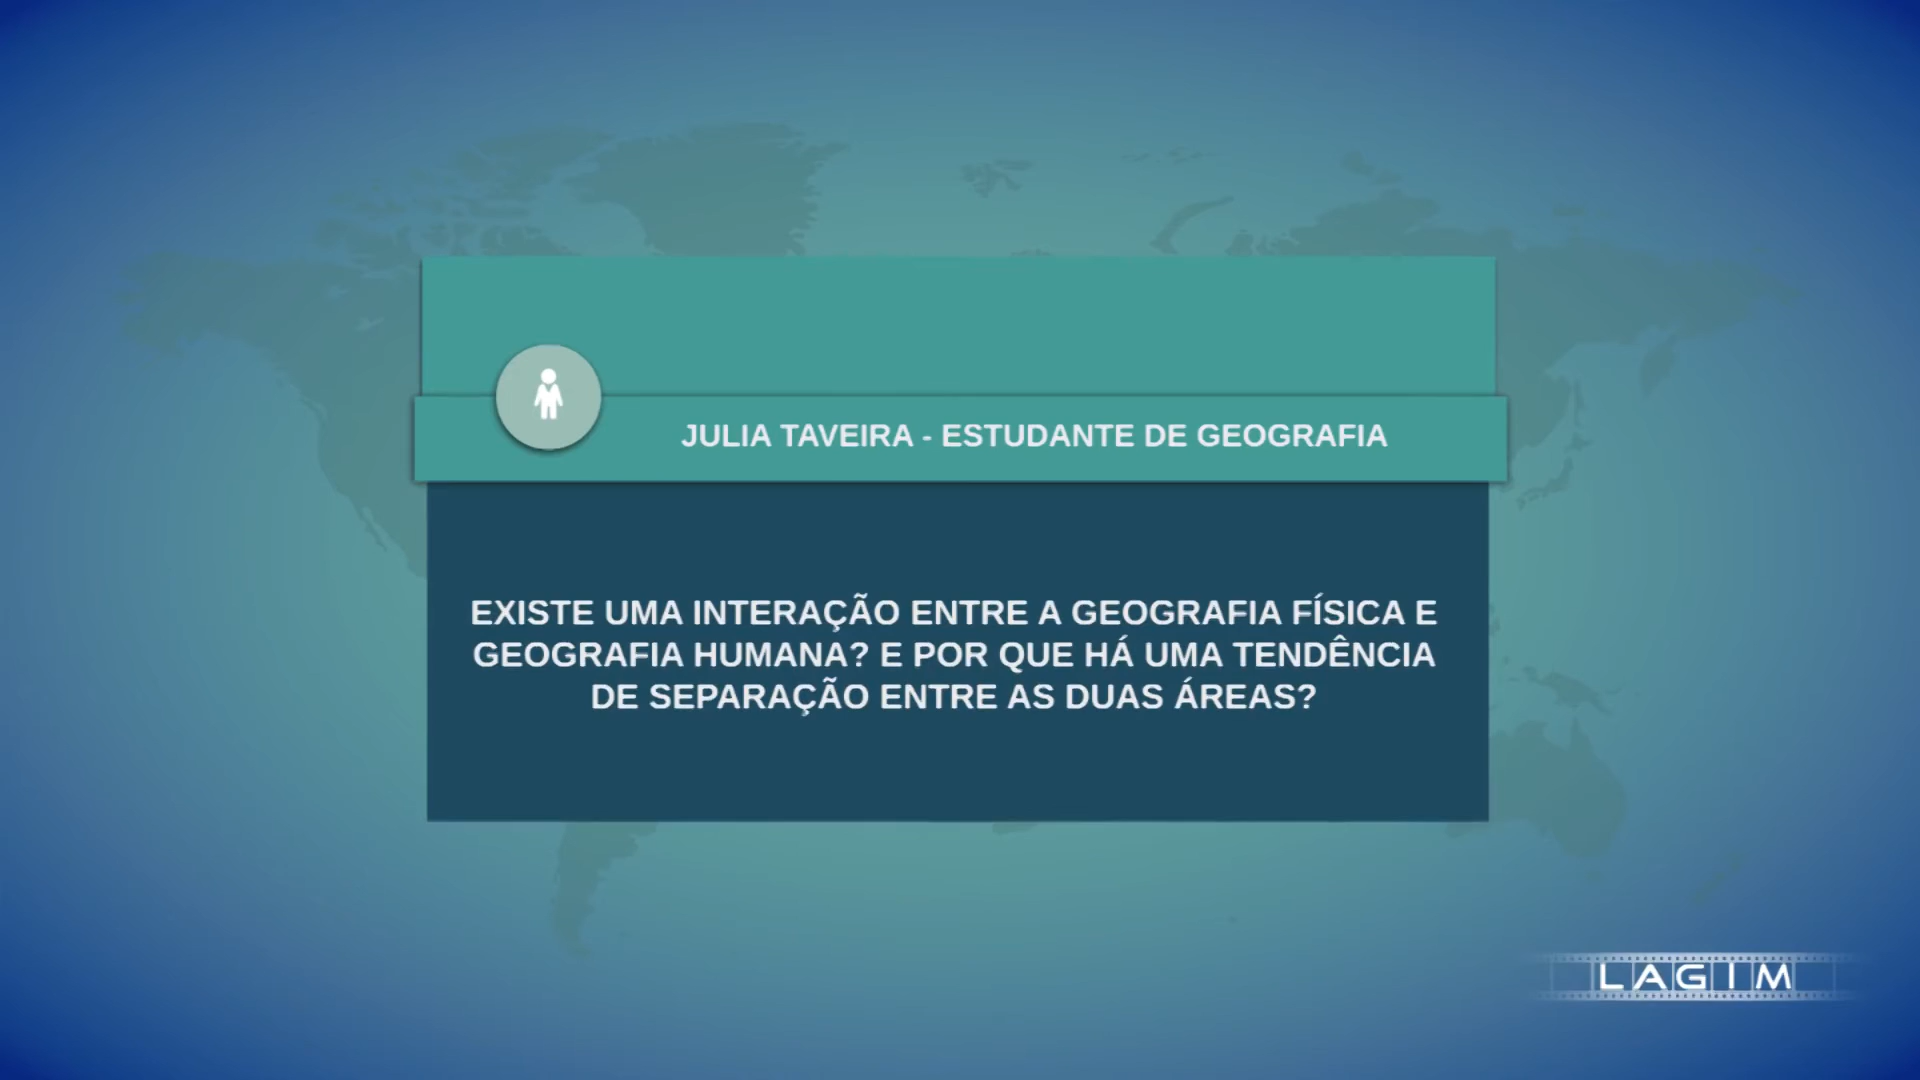 JULIA TAVEIRA - ESTUDANTE DE GEOGRAFIA
EXISTE UMA INTERAÇÃO ENTRE A GEOGRAFIA FÍSICA E
GEOGRAFIA HUMANA? E POR QUE HÁ UMA TENDÊNCIA
DE SEPARAÇÃO ENTRE AS DUAS ÁREAS?
LAGIM